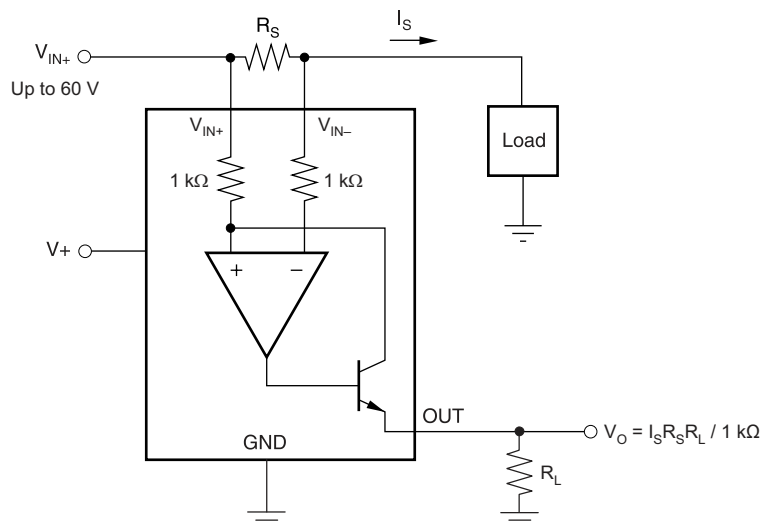 R_S
I_S
V_IN+
Up to 60 V
V_IN+
V_IN–
Load
1 kΩ
1 kΩ
V+
+
–
OUT
V_O = I_SR_SR_L / 1 kΩ
GND
R_L